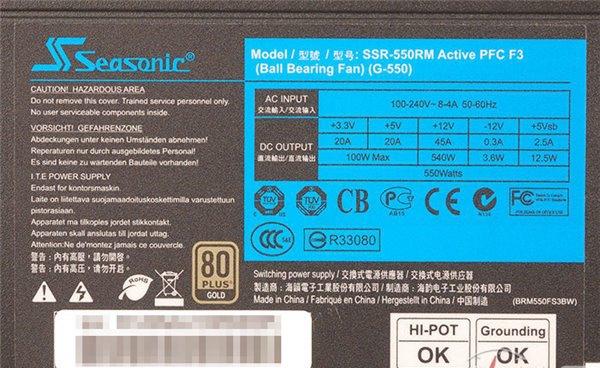 Seasonic®
CAUTION! HAZARDOUS AREA
Do not remove this cover. Trained service personnel only.
No user serviceable components inside.
VORSICHT! GEFAHRENZONE
Abdeckungen unter keinen Umständen abnehmen!
Reparaturen nur durch ausgebildetes Personal!
Es sind keine zu wartenden Bauteile vorhanden!
I.T.E POWER SUPPLY
Endast för kontorsmaskin.
Laite on liitettava suojamaadoituskoskettimilla varustettuun
pistorasiaan.
Apparatet ma tilkoples jordet stikkontakt.
Apparaten skall anslutas till jordad uttag.
Attention:Ne de'montez jamais ce couvercle.
警告：內有高壓，請勿開啓。
警告：内有高压，请勿开启。
RoHS
80
PLUS®
GOLD
Model / 型號 / 型号: SSR-550RM Active PFC F3
(Ball Bearing Fan) (G-550)
AC INPUT 100-240V~ 8-4A 50-60Hz
交流輸入/交流输入
DC OUTPUT +3.3V +5V +12V -12V +5Vsb
直流輸出/直流输出 20A 20A 45A 0.3A 2.5A
100W Max 540W 3.6W 12.5W
550Watts
TÜV TÜV CB AB15 N136 FC
R33080
Switching power supply / 交換式電源供應器 / 交换式电源供应器
製造商：海韻電子工業股份有限公司 / 海韵电子工业股份有限公司
Made in China / Fabriqué en China / Hergestellt in China / 中国制造 (BRM550FS3BW)
HI-POT
OK
Grounding
OK